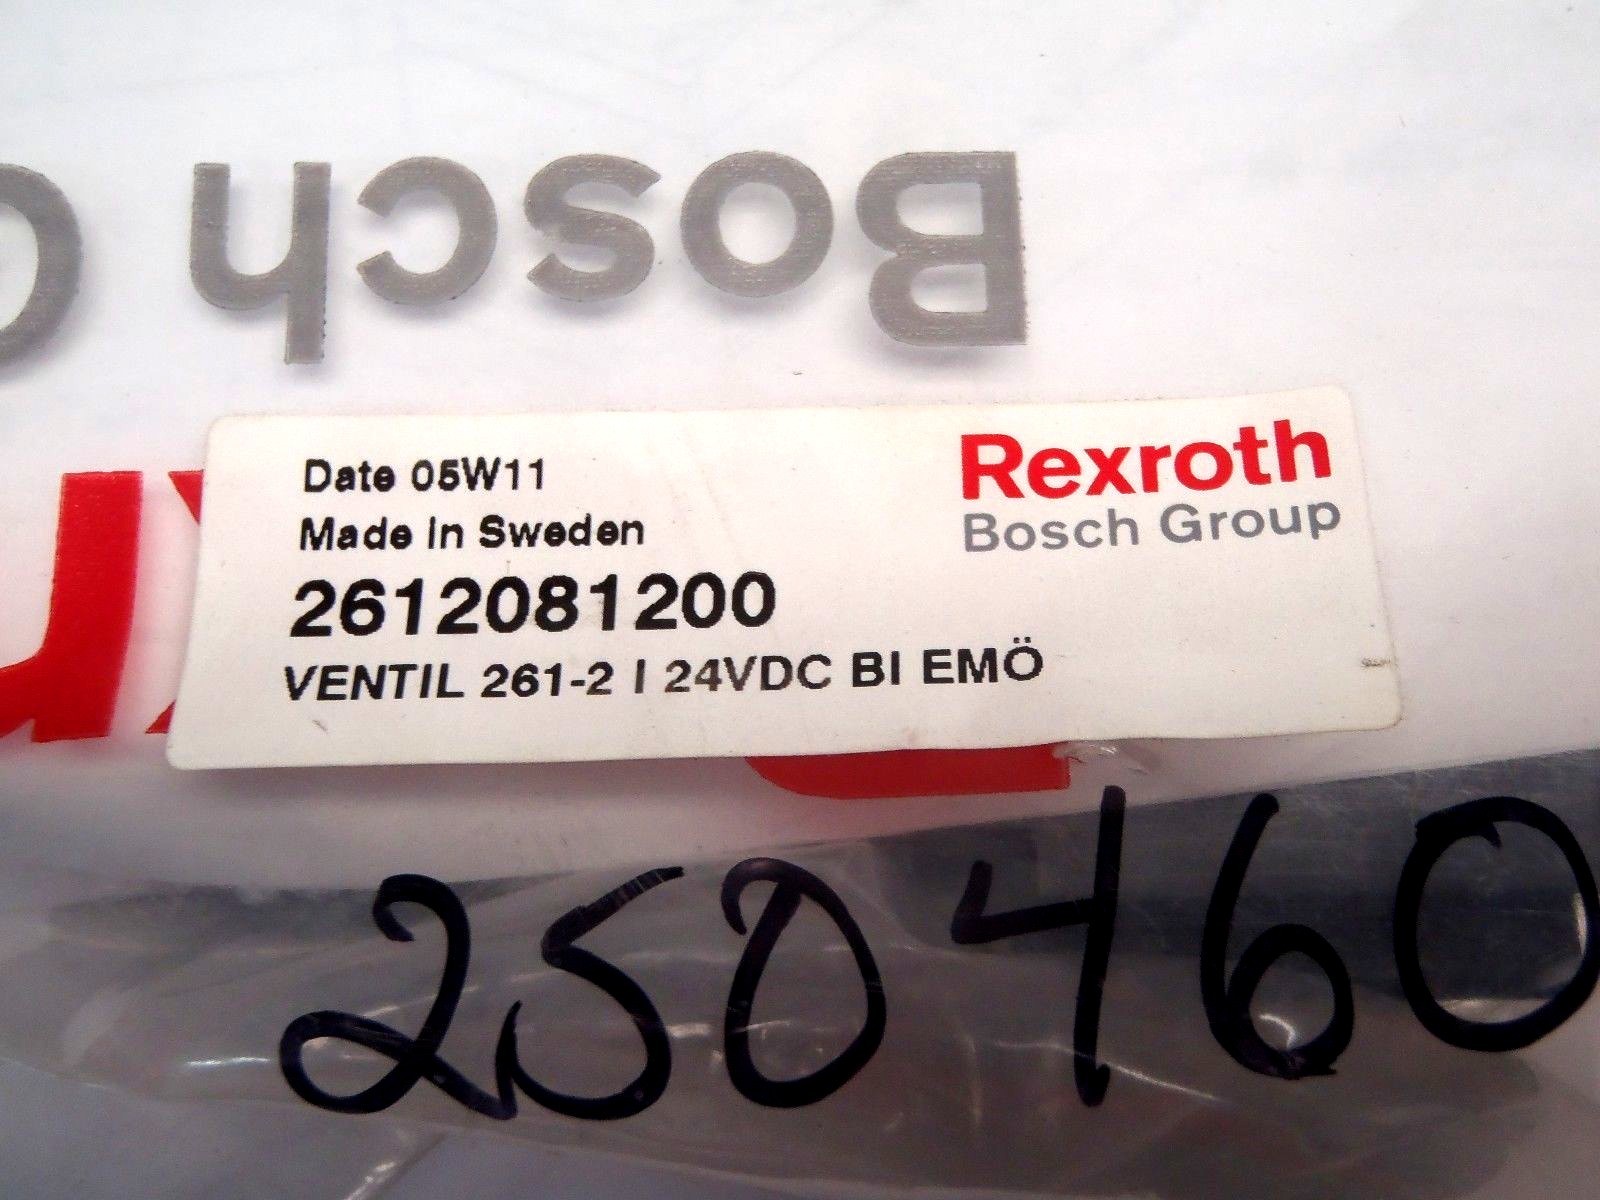 Bosch G
Date 05W11
Made in Sweden
2612081200
VENTIL 261-2 I 24VDC BI EMÖ
Rexroth
Bosch Group
250460